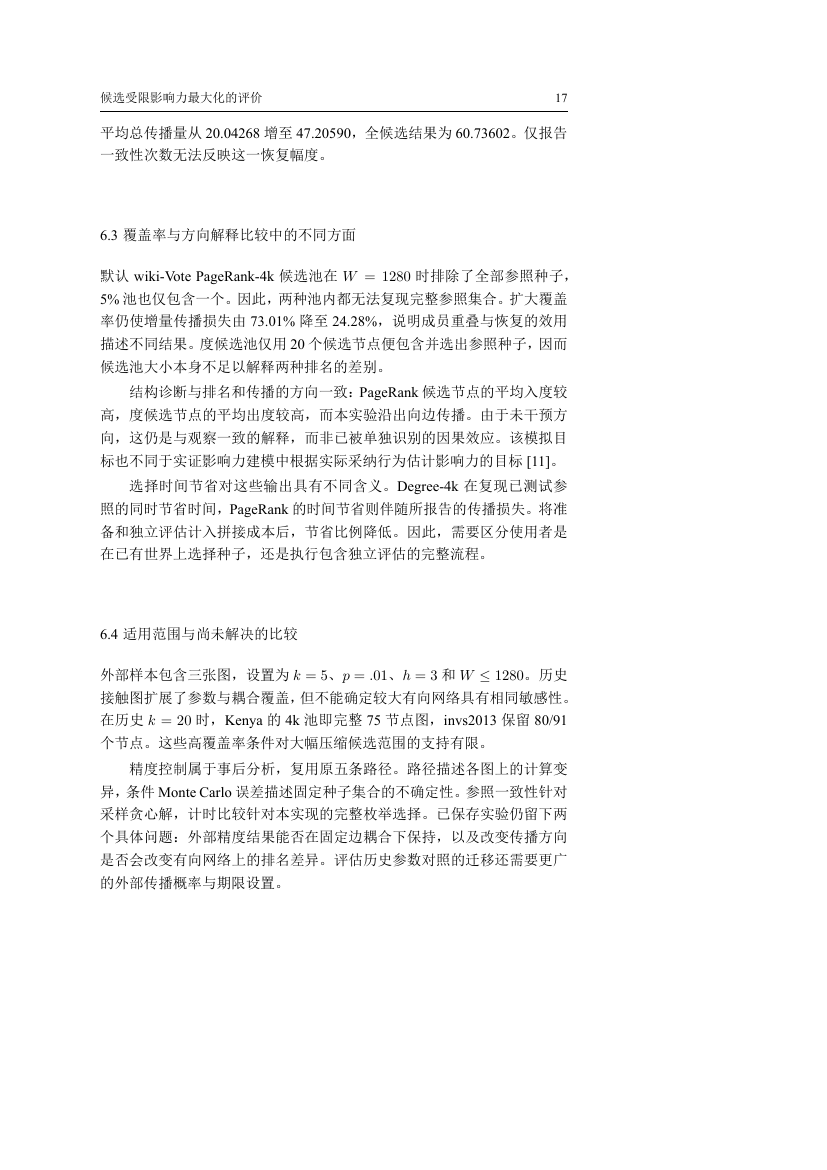 候选受限影响力最大化的评价 17
平均总传播量从 20.04268 增至 47.20590，全候选结果为 60.73602。仅报告
一致性次数无法反映这一恢复幅度。
6.3 覆盖率与方向解释比较中的不同方面
默认 wiki-Vote PageRank-4k 候选池在 W = 1280 时排除了全部参照种子，
5% 池也仅包含一个。因此，两种池内都无法复现完整参照集合。扩大覆盖
率仍使增量传播损失由 73.01% 降至 24.28%，说明成员重叠与恢复的效用
描述不同结果。度候选池仅用 20 个候选节点便包含并选出参照种子，因而
候选池大小本身不足以解释两种排名的差别。
结构诊断与排名和传播的方向一致：PageRank 候选节点的平均入度较
高，度候选节点的平均出度较高，而本实验沿出向边传播。由于未干预方
向，这仍是与观察一致的解释，而非已被单独识别的因果效应。该模拟目
标也不同于实证影响力建模中根据实际采纳行为估计影响力的目标 [11]。
选择时间节省对这些输出具有不同含义。Degree-4k 在复现已测试参
照的同时节省时间，PageRank 的时间节省则伴随所报告的传播损失。将准
备和独立评估计入拼接成本后，节省比例降低。因此，需要区分使用者是
在已有世界上选择种子，还是执行包含独立评估的完整流程。
6.4 适用范围与尚未解决的比较
外部样本包含三张图，设置为 k = 5、p = .01、h = 3 和 W ≤ 1280。历史
接触图扩展了参数与耦合覆盖，但不能确定较大有向网络具有相同敏感性。
在历史 k = 20 时，Kenya 的 4k 池即完整 75 节点图，invs2013 保留 80/91
个节点。这些高覆盖率条件对大幅压缩候选范围的支持有限。
精度控制属于事后分析，复用原五条路径。路径描述各图上的计算变
异，条件 Monte Carlo 误差描述固定种子集合的不确定性。参照一致性针对
采样贪心解，计时比较针对本实现的完整枚举选择。已保存实验仍留下两
个具体问题：外部精度结果能否在固定边耦合下保持，以及改变传播方向
是否会改变有向网络上的排名差异。评估历史参数对照的迁移还需要更广
的外部传播概率与期限设置。